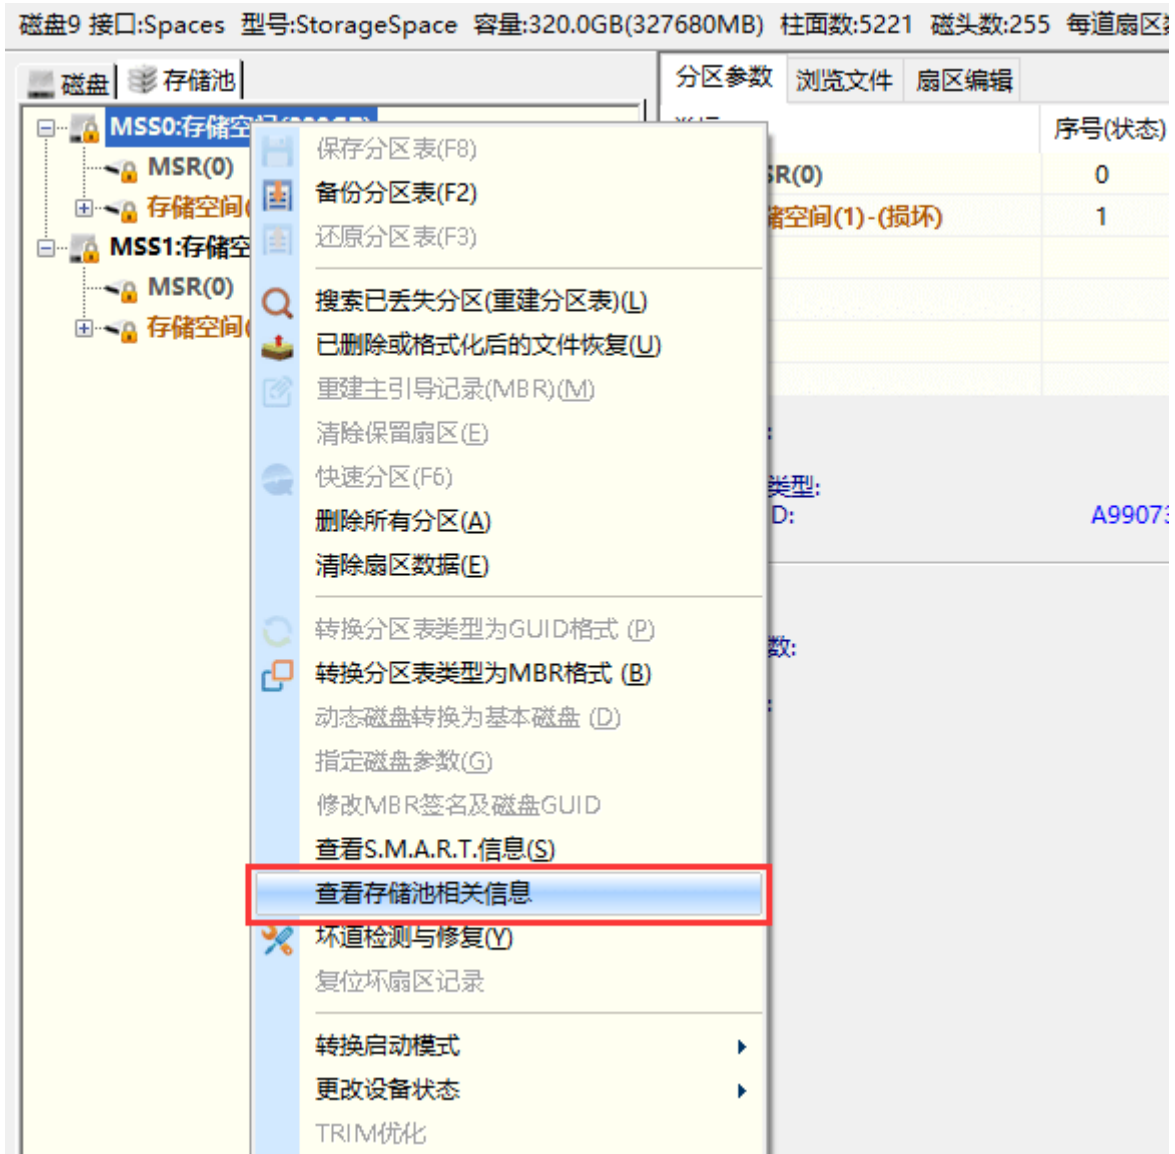 磁盘9 接口:Spaces 型号:StorageSpace 容量:320.0GB(327680MB) 柱面数:5221 磁头数:255 每道扇区
磁盘 存储池
分区参数 浏览文件 扇区编辑
序号(状态)
MSS0:存储空
MSR(0)
存储空间(
MSS1:存储空
MSR(0)
存储空间(
SR(0) 0
储空间(1)-(损坏) 1
类型:
D: A99073
数:
保存分区表(F8)
备份分区表(F2)
还原分区表(F3)
搜索已丢失分区(重建分区表)(L)
已删除或格式化后的文件恢复(U)
重建主引导记录(MBR)(M)
清除保留扇区(E)
快速分区(F6)
删除所有分区(A)
清除扇区数据(E)
转换分区表类型为GUID格式 (P)
转换分区表类型为MBR格式 (B)
动态磁盘转换为基本磁盘 (D)
指定磁盘参数(G)
修改MBR签名及磁盘GUID
查看S.M.A.R.T.信息(S)
查看存储池相关信息
坏道检测与修复(Y)
复位坏扇区记录
转换启动模式
更改设备状态
TRIM优化